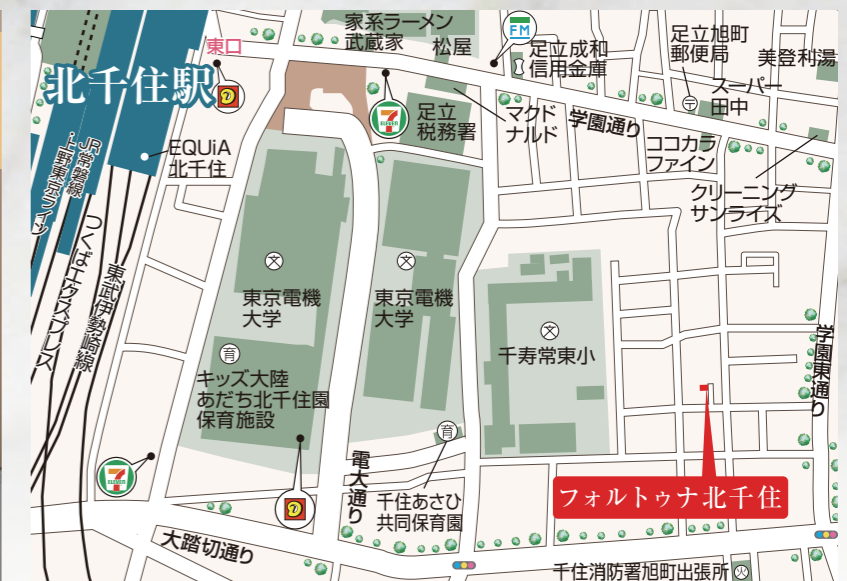 家系ラーメン
武蔵家
松屋
FM
足立成和
信用金庫
足立旭町
郵便局
美登利湯
東口
北千住駅
7
ELEVEN
足立
税務署
マクド
ナルド
学園通り
スーパー
田中
ココカラ
ファイン
クリーニング
サンライズ
EQUiA
北千住
JR常磐線
・上野東京ライン
つくばエクスプレス
東武伊勢崎線
文
東京電機
大学
文
東京電機
大学
文
千寿常東小
学園東通り
育
キッズ大陸
あだち北千住園
保育施設
育
千住あさひ
共同保育園
電大通り
フォルトゥナ北千住
7
ELEVEN
大踏切通り
千住消防署旭町出張所